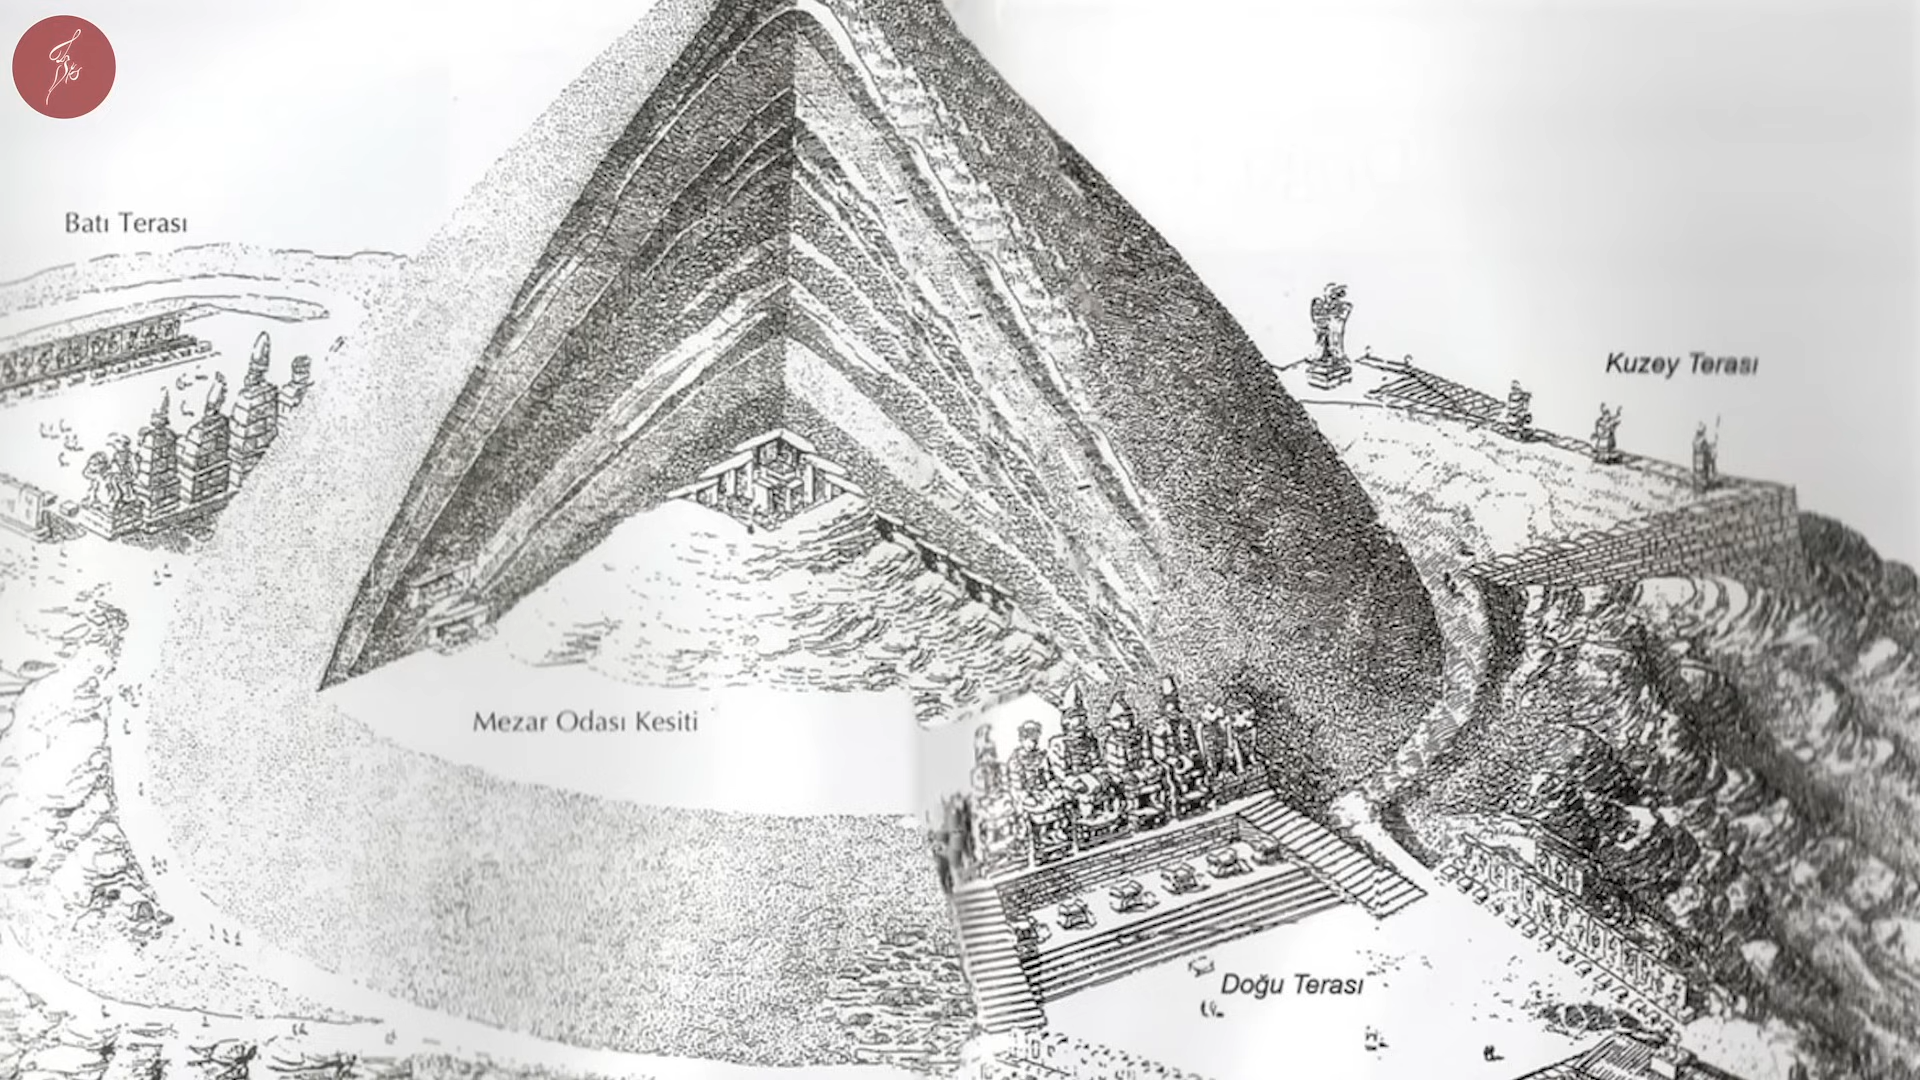 Batı Terası
Kuzey Terası
Mezar Odası Kesiti
Doğu Terası